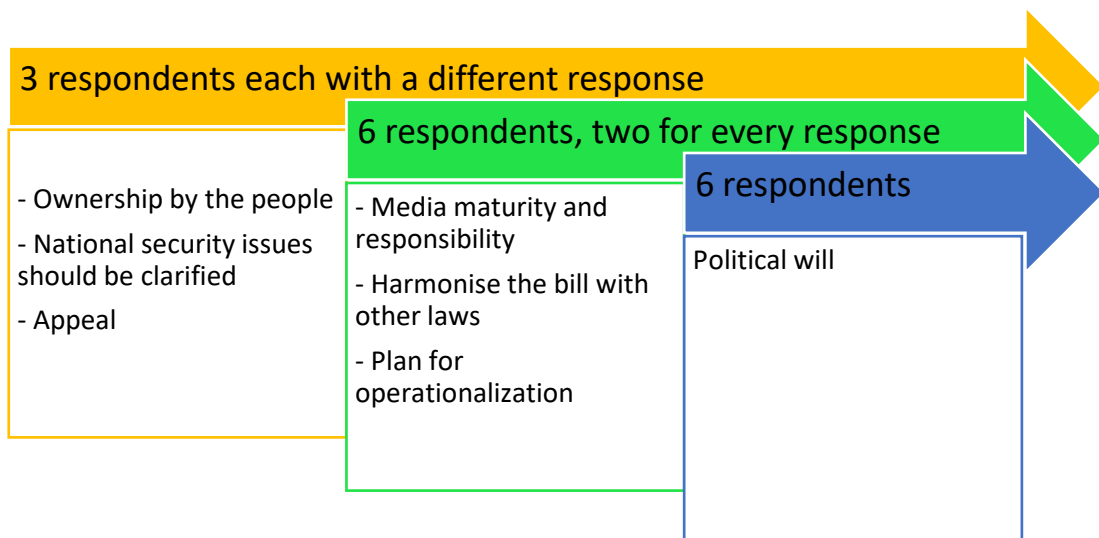 3 respondents each with a different response
- Ownership by the people
- National security issues
should be clarified
- Appeal
6 respondents, two for every response
- Media maturity and
responsibility
- Harmonise the bill with
other laws
- Plan for
operationalization
6 respondents
Political will